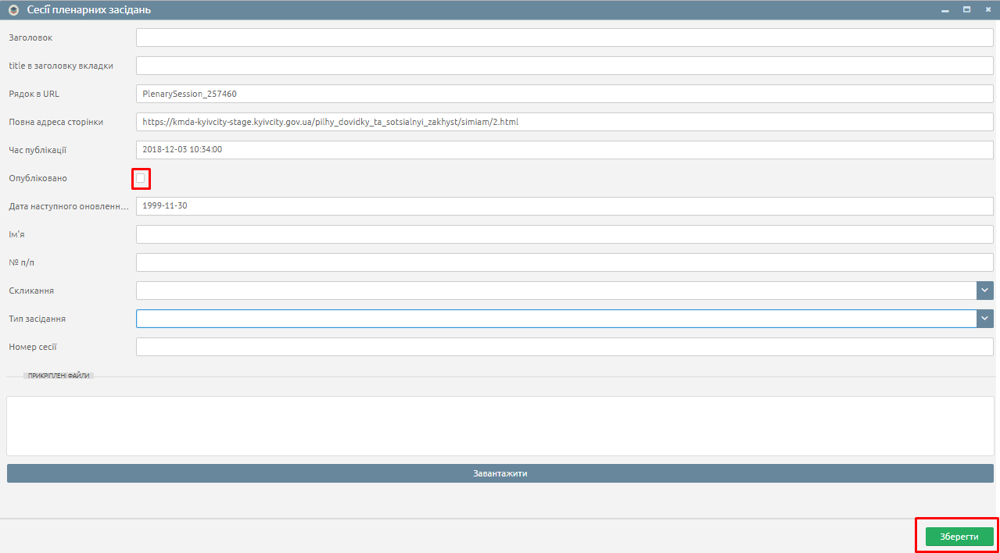 Сесії пленарних засідань
Заголовок
title в заголовку вкладки
Рядок в URL PlenarySession_257460
Повна адреса сторінки https://kmda-kyivcity-stage.kyivcity.gov.ua/pilhy_dovidky_ta_sotsialnyi_zakhyst/simiam/2.html
Час публікації 2018-12-03 10:34:00
Опубліковано
Дата наступного оновленн... 1999-11-30
Ім'я
№ п/п
Скликання
Тип засідання
Номер сесії
ПРИКРІПЛЕНІ ФАЙЛИ
Завантажити
Зберегти